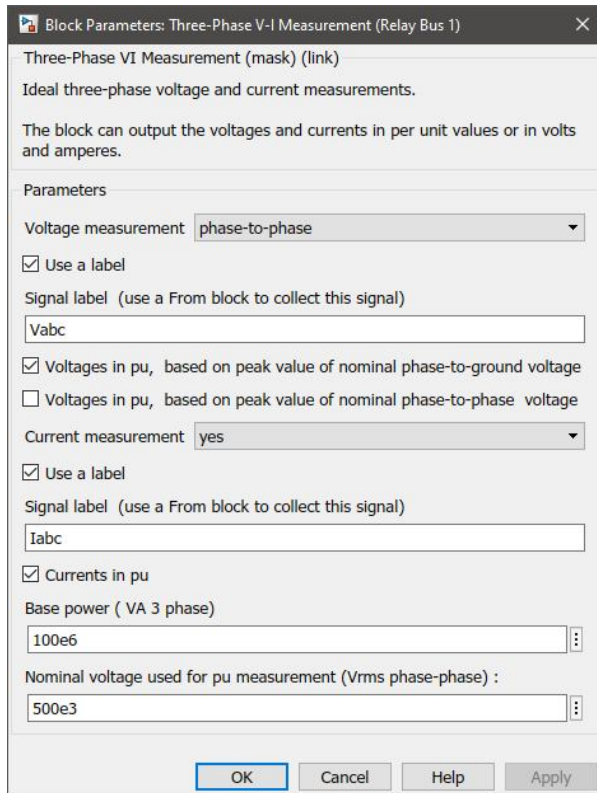 Block Parameters: Three-Phase V-I Measurement (Relay Bus 1)
Three-Phase VI Measurement (mask) (link)
Ideal three-phase voltage and current measurements.
The block can output the voltages and currents in per unit values or in volts
and amperes.
Parameters
Voltage measurement phase-to-phase
Use a label
Signal label (use a From block to collect this signal)
Vabc
Voltages in pu, based on peak value of nominal phase-to-ground voltage
Voltages in pu, based on peak value of nominal phase-to-phase voltage
Current measurement yes
Use a label
Signal label (use a From block to collect this signal)
Iabc
Currents in pu
Base power ( VA 3 phase)
100e6
Nominal voltage used for pu measurement (Vrms phase-phase) :
500e3
OK Cancel Help Apply